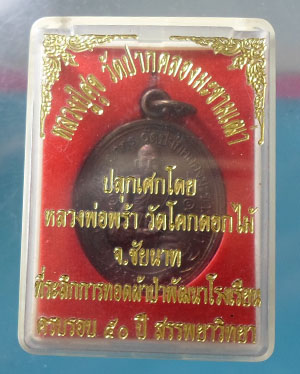 หลวงปู่ศุข วัดปากคลองมะขามเฒ่า
ปลุกเศกโดย
หลวงพ่อพร้า วัดโคกดอกไม้
จ.ชัยนาท
ที่ระลึกการทอดผ้าป่าพัฒนาโรงเรียน
ครบรอบ ๕๐ ปี สรรพยาวิทยา